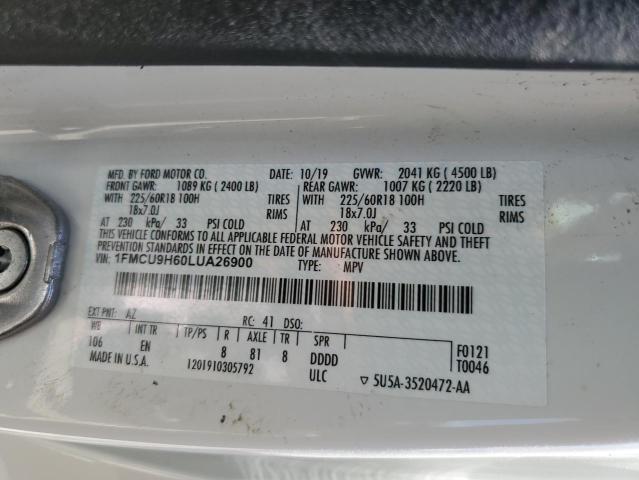 MFD. BY FORD MOTOR CO. 10/19 GVWR: 2041 KG ( 4500 LB)
FRONT GAWR: 1089 KG ( 2400 LB) REAR GAWR: 1007 KG ( 2220 LB)
WITH 225/60R18 100H TIRES WITH 225/60R18 100H TIRES
18x7.0J RIMS 18x7.0J RIMS
AT 230 kPa/ 33 PSI COLD AT 230 kPa/ 33 PSI COLD
THIS VEHICLE CONFORMS TO ALL APPLICABLE FEDERAL MOTOR VEHICLE SAFETY AND THEFT
PREVENTION STANDARDS IN EFFECT ON THE DATE OF MANUFACTURE SHOWN ABOVE.
VIN: 1FMCU9H60LUA26900 TYPE: MPV
EXT PNT: AZ RC: 41 DSO:
WB INT TR TP/PS R AXLE TR SPR F0121
106 EN 8 81 8 DDDD T0046
MADE IN U.S.A. 1201910305792 ULC ▽ 5U5A-3520472-AA